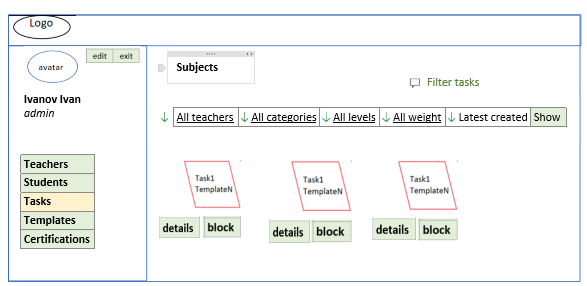 Logo
avatar
edit exit
Ivanov Ivan
admin
Teachers
Students
Tasks
Templates
Certifications
Subjects
Filter tasks
↓ All teachers ↓ All categories ↓ All levels ↓ All weight ↓ Latest created Show
Task1
TemplateN
details block
Task1
TemplateN
details block
Task1
TemplateN
details block